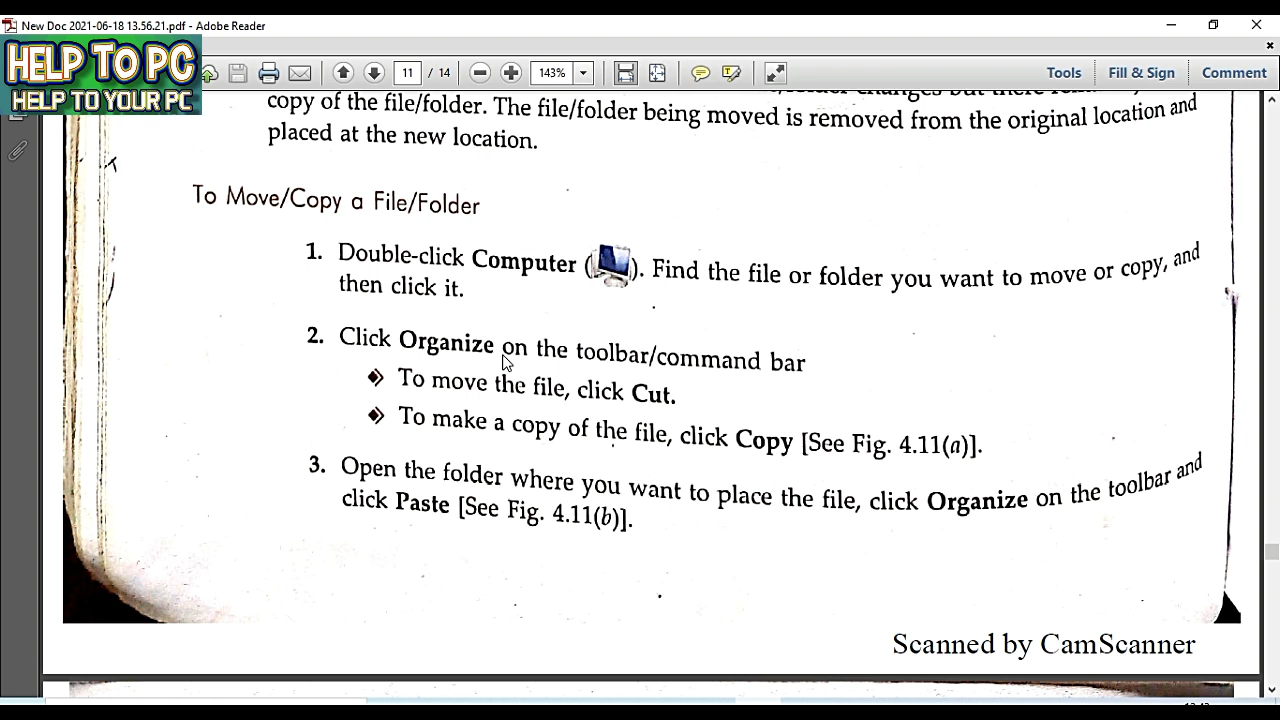 New Doc 2021-06-18 13.56.21.pdf - Adobe Reader
HELP TO PC
HELP TO YOUR PC
11 / 14
143%
Tools
Fill & Sign
Comment
changes but there
copy of the file/folder. The file/folder being moved is removed from the original location and
placed at the new location.
To Move/Copy a File/Folder
1. Double-click Computer ( ). Find the file or folder you want to move or copy, and
then click it.
2. Click Organize on the toolbar/command bar
To move the file, click Cut.
To make a copy of the file, click Copy [See Fig. 4.11(a)].
3. Open the folder where you want to place the file, click Organize on the toolbar and
click Paste [See Fig. 4.11(b)].
Scanned by CamScanner